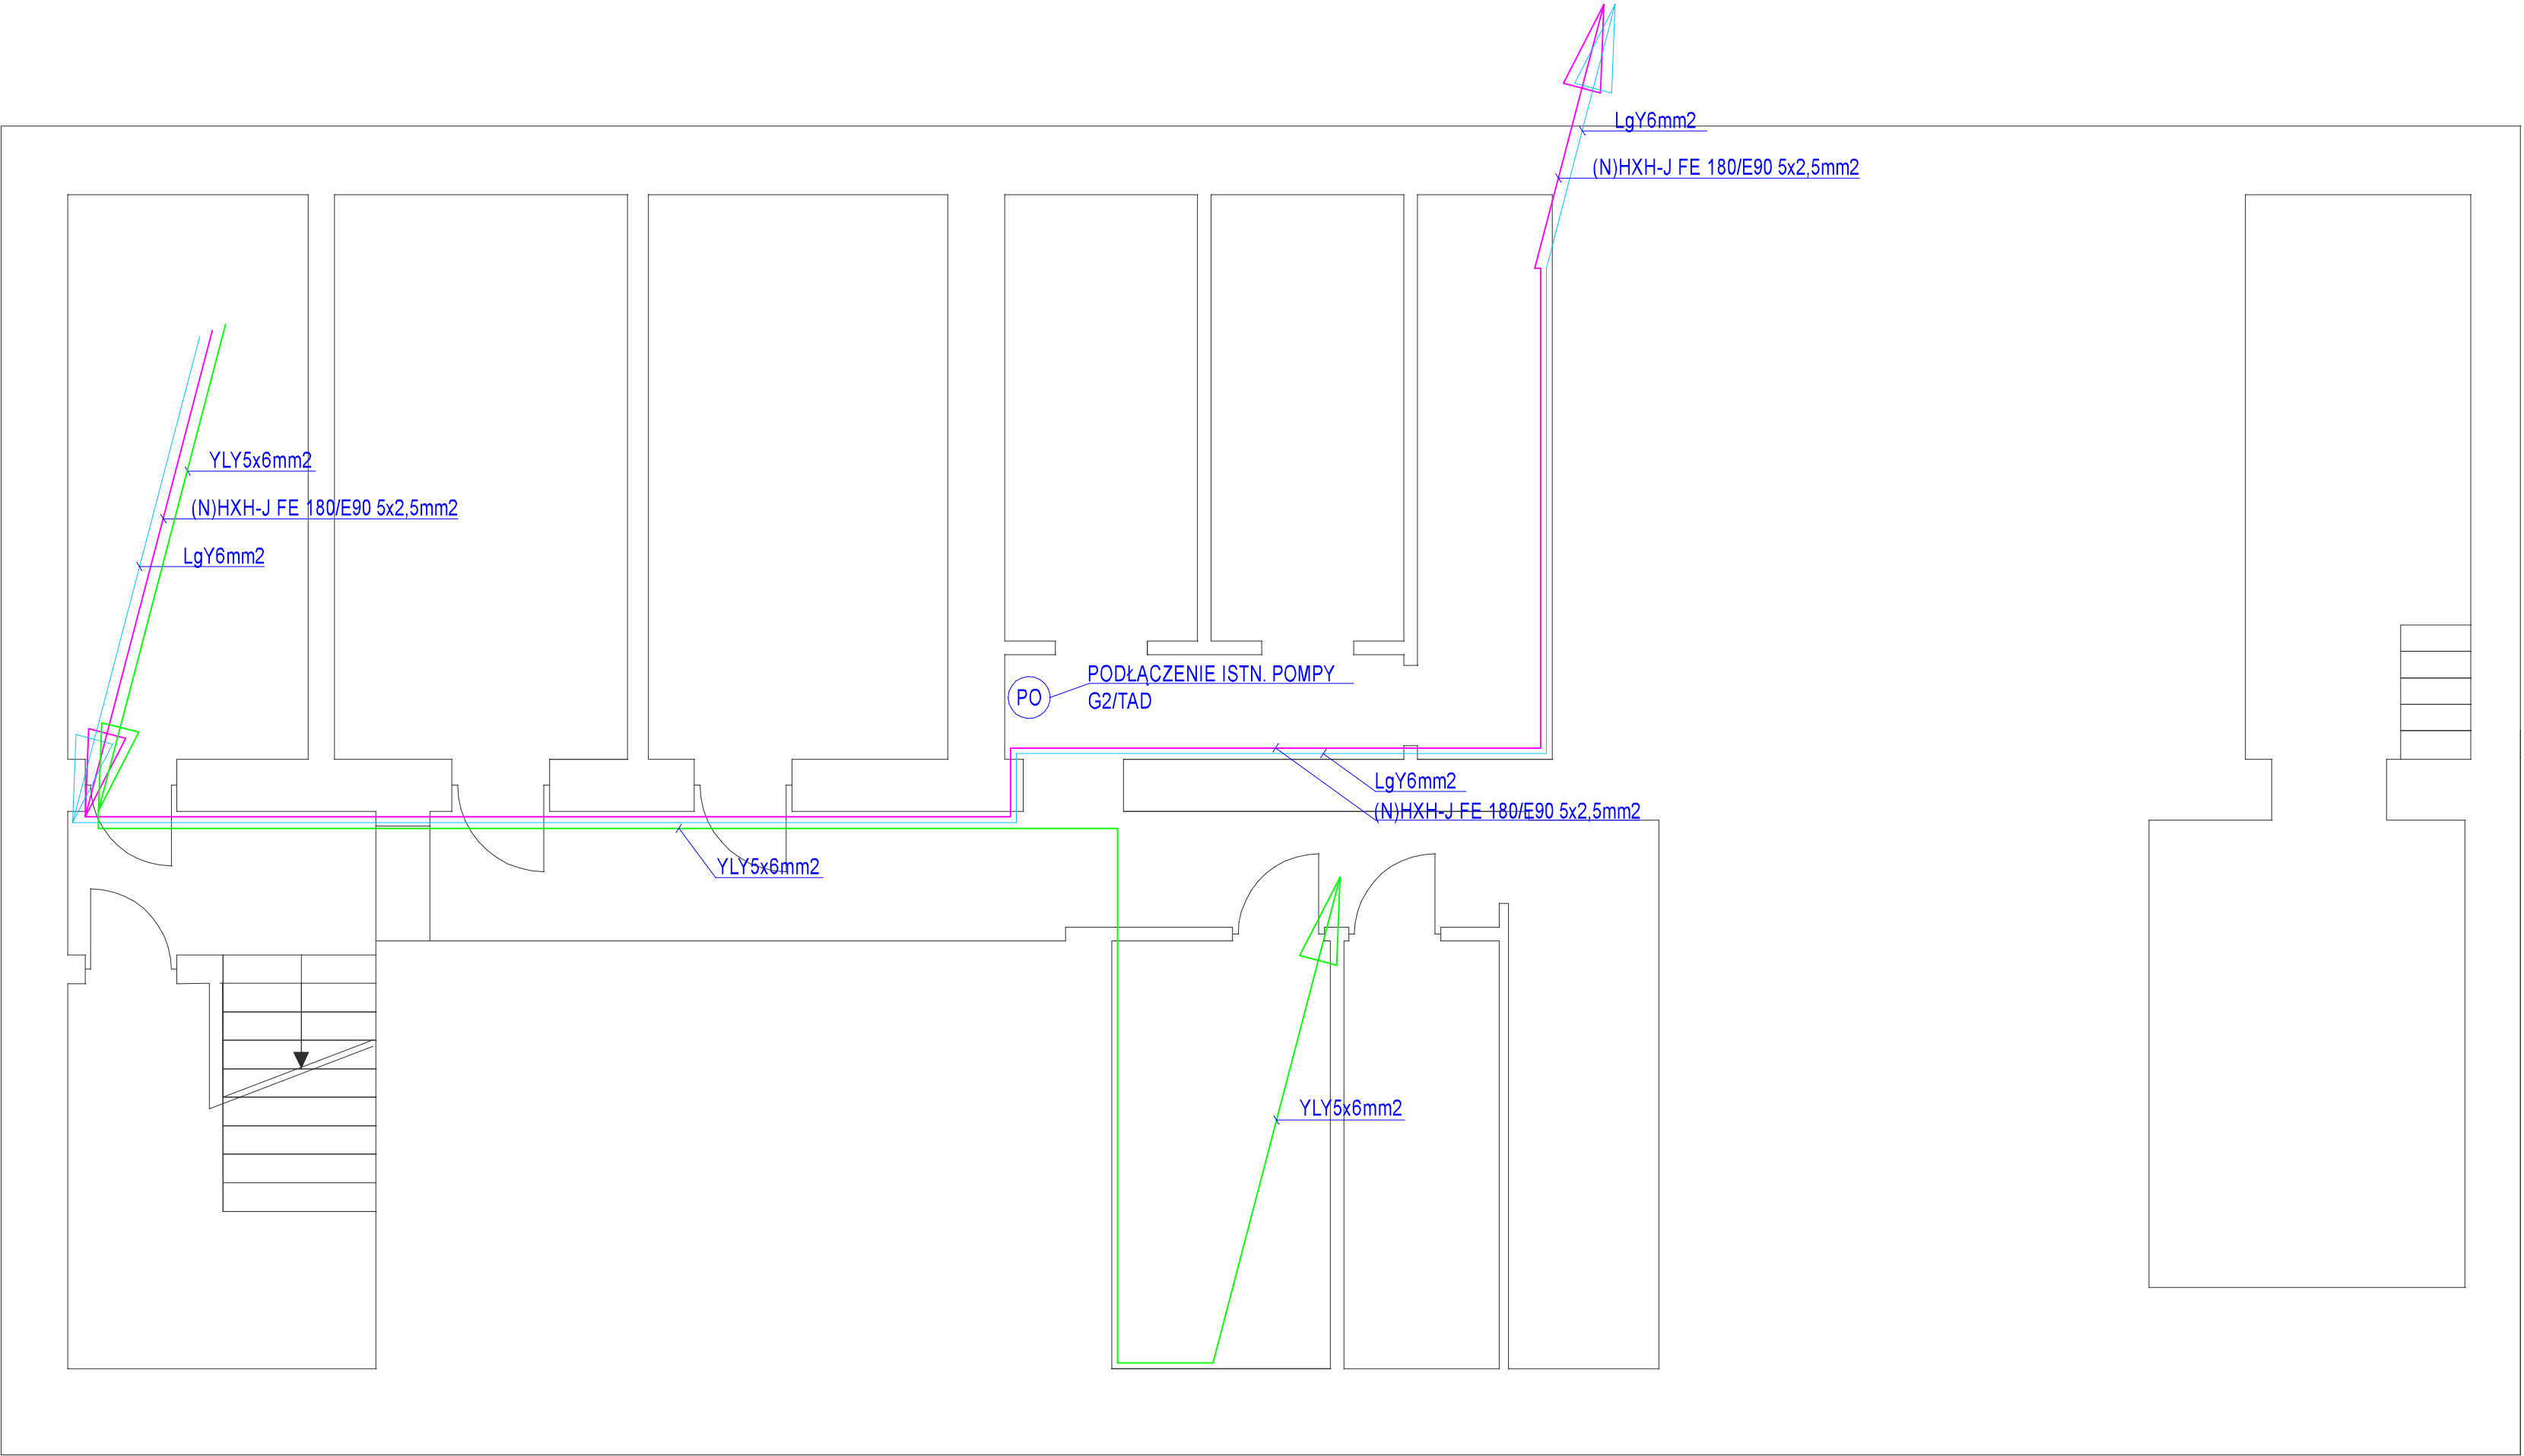 LgY6mm2
(N)HXH-J FE 180/E90 5x2,5mm2
YLY5x6mm2
(N)HXH-J FE 180/E90 5x2,5mm2
LgY6mm2
PO
PODŁĄCZENIE ISTN. POMPY
G2/TAD
LgY6mm2
(N)HXH-J FE 180/E90 5x2,5mm2
YLY5x6mm2
YLY5x6mm2